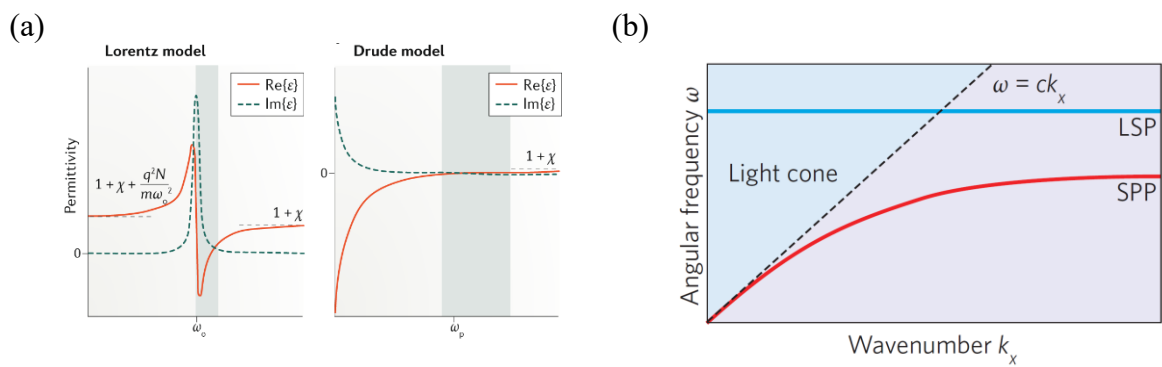 (a)
Lorentz model
Re{ε}
Im{ε}
Permittivity
1 + χ + q²N / mω₀²
1 + χ
0
ω₀
Drude model
Re{ε}
Im{ε}
1 + χ
0
ωₚ
(b)
Angular frequency ω
ω = ckₓ
LSP
Light cone
SPP
Wavenumber kₓ